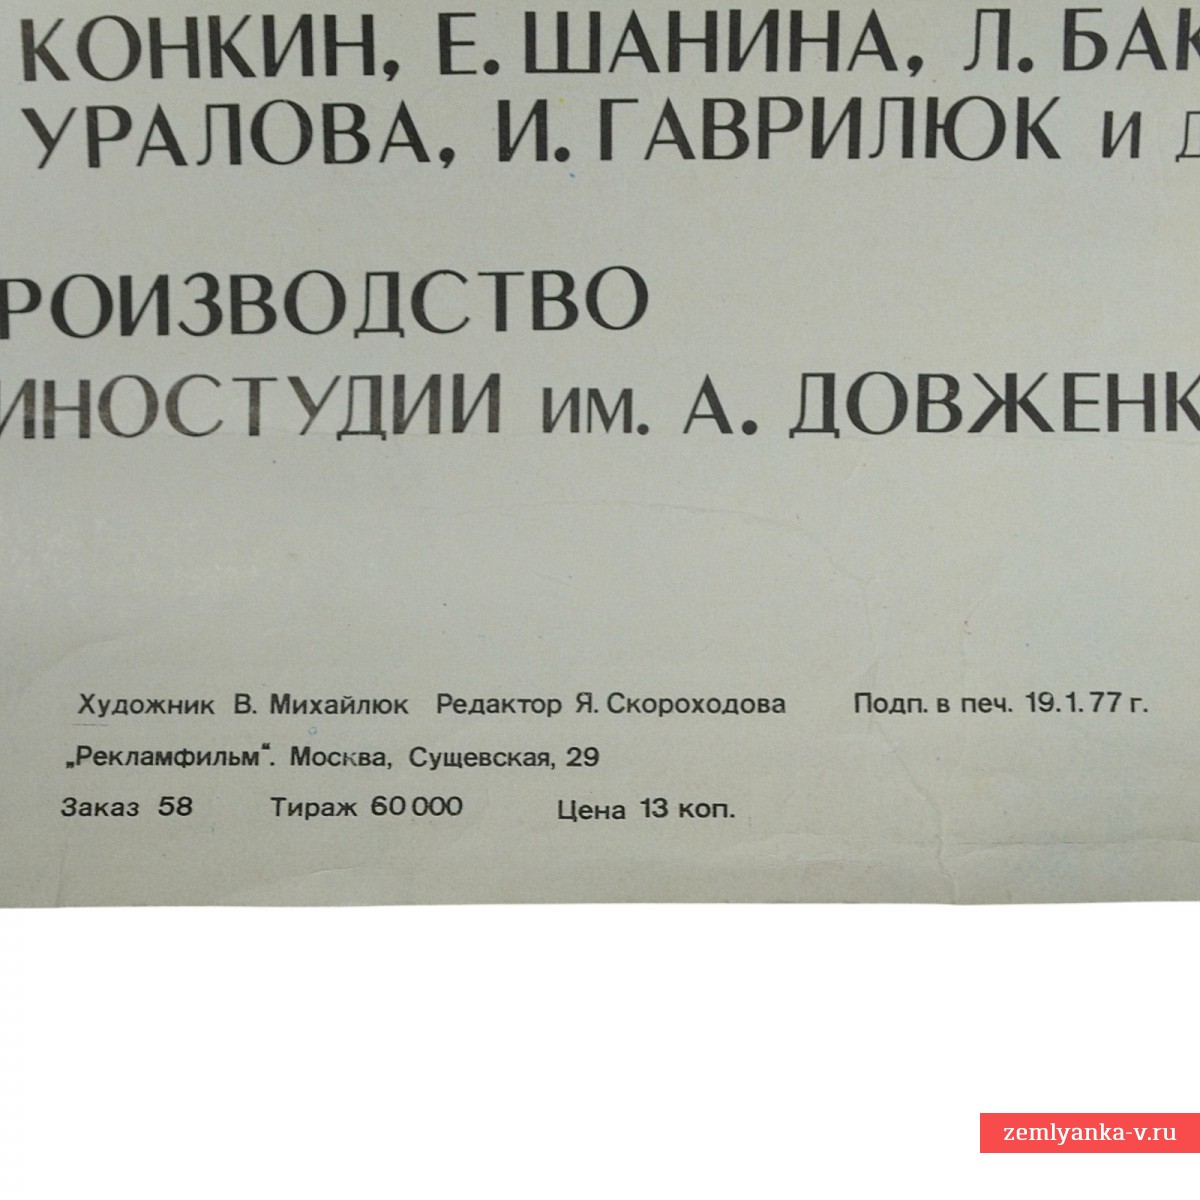 КОНКИН, Е. ШАНИНА, Л. БАК
УРАЛОВА, И. ГАВРИЛЮК и Д
РОИЗВОДСТВО
ИНОСТУДИИ им. А. ДОВЖЕНК
Художник В. Михайлюк Редактор Я. Скороходова Подп. в печ. 19.1.77 г.
„Рекламфильм“. Москва, Сущевская, 29
Заказ 58 Тираж 60 000 Цена 13 коп.
zemlyanka-v.ru